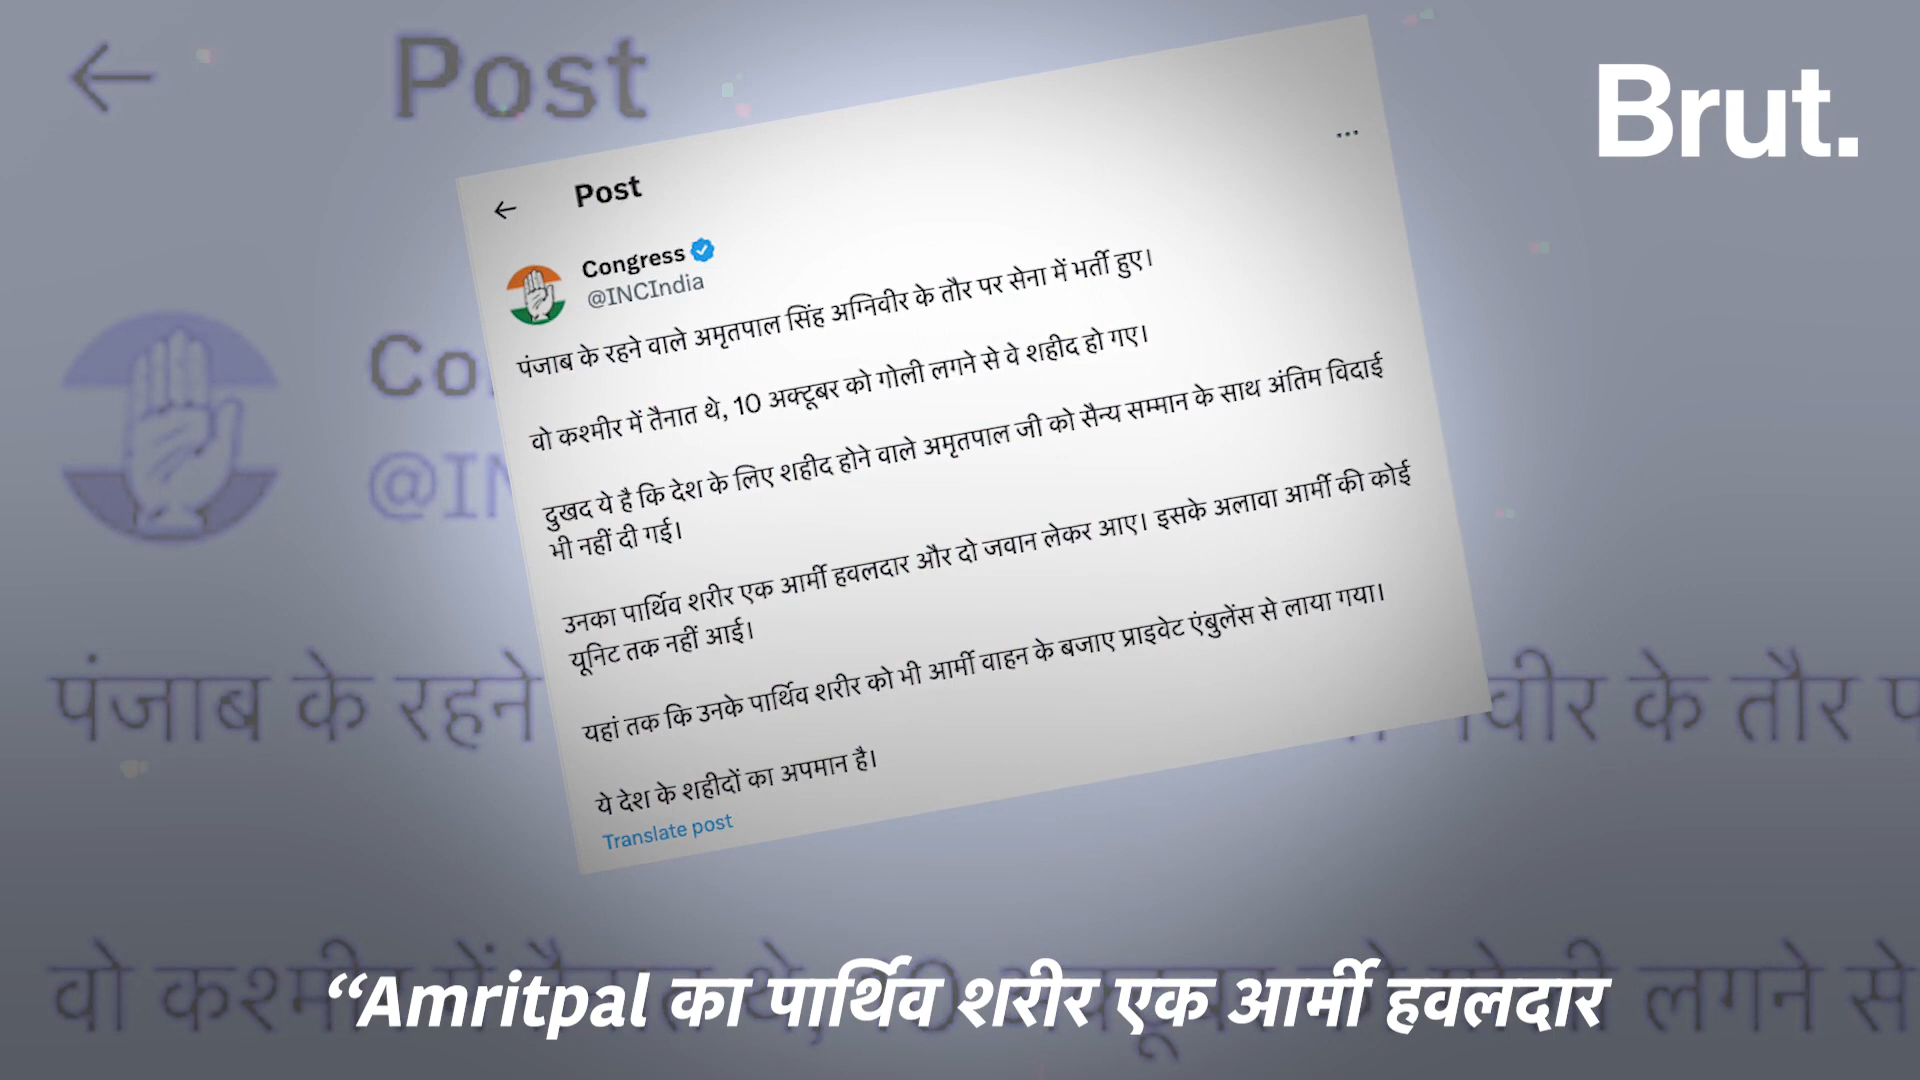 Post
Brut.
Post
Congress
@INCIndia
पंजाब के रहने वाले अमृतपाल सिंह अग्निवीर के तौर पर सेना में भर्ती हुए।
वो कश्मीर में तैनात थे, 10 अक्टूबर को गोली लगने से वे शहीद हो गए।
दुखद ये है कि देश के लिए शहीद होने वाले अमृतपाल जी को सैन्य सम्मान के साथ अंतिम विदाई
भी नहीं दी गई।
उनका पार्थिव शरीर एक आर्मी हवलदार और दो जवान लेकर आए। इसके अलावा आर्मी की कोई
यूनिट तक नहीं आई।
यहां तक कि उनके पार्थिव शरीर को भी आर्मी वाहन के बजाए प्राइवेट एंबुलेंस से लाया गया।
ये देश के शहीदों का अपमान है।
Translate post
पंजाब के रहने
के तौर
वो
लगने से
“Amritpal का पार्थिव शरीर एक आर्मी हवलदार